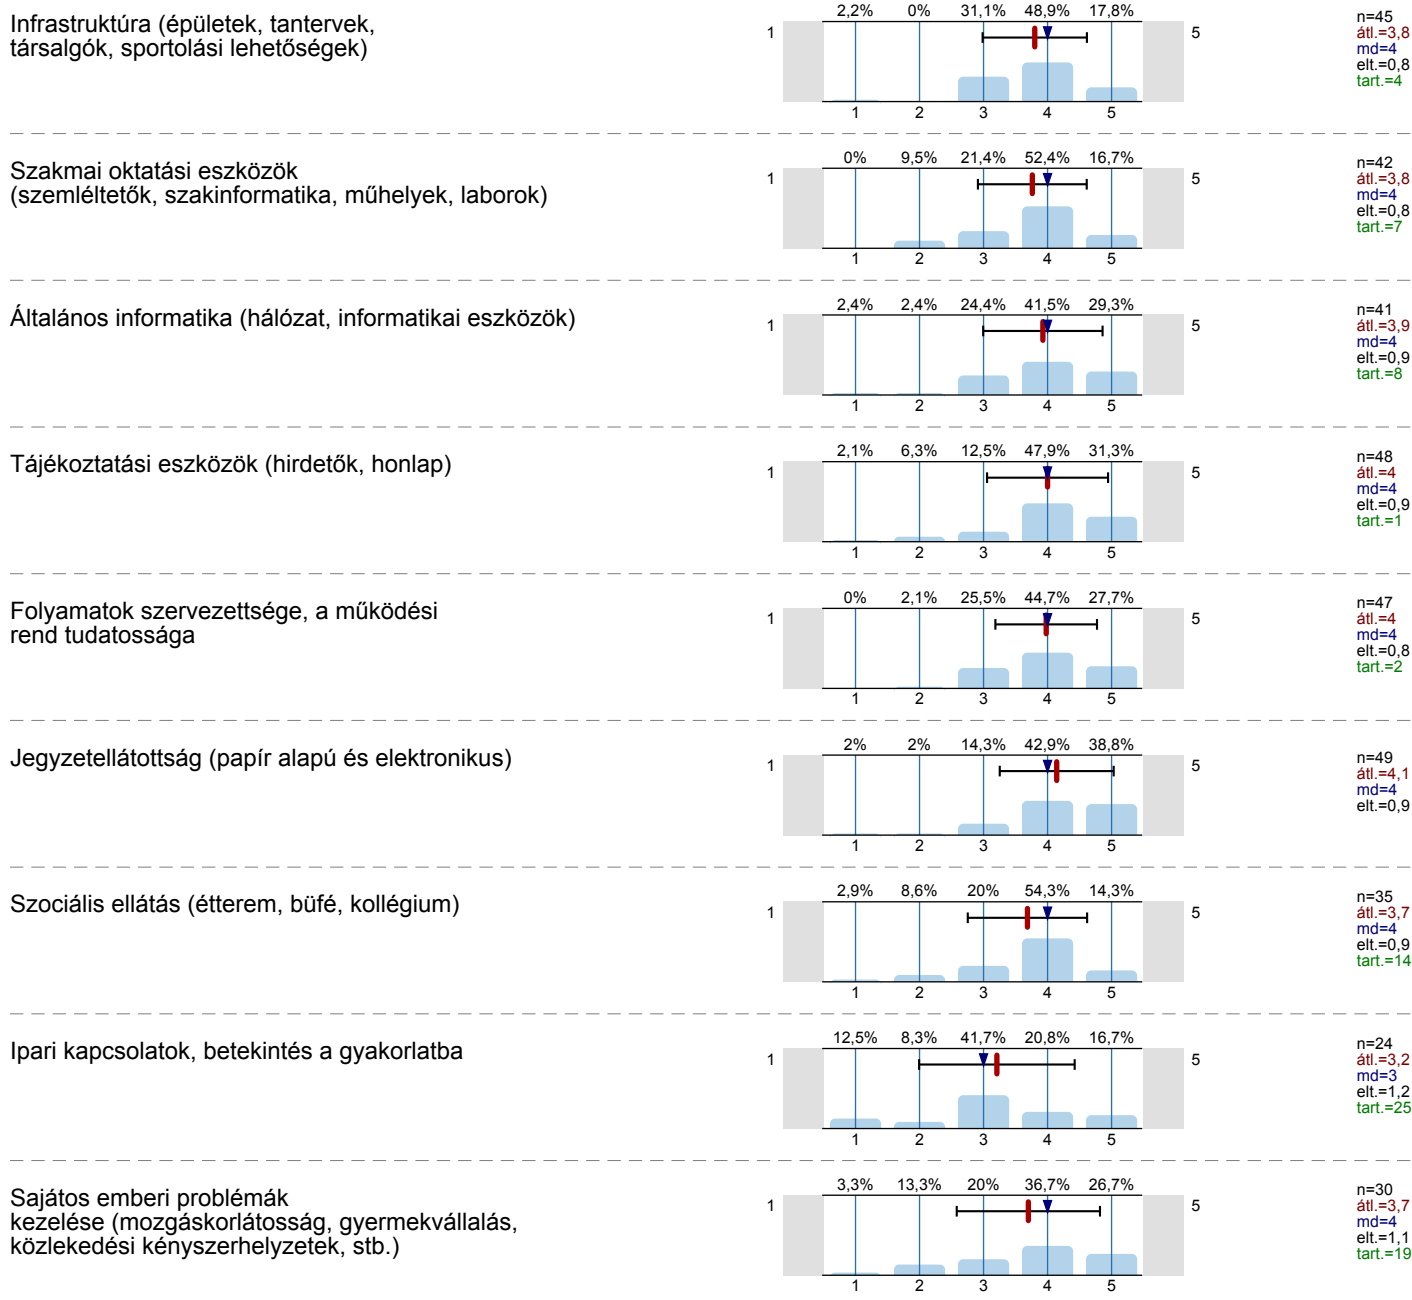 Infrastruktúra (épületek, tantervek,
társalgók, sportolási lehetőségek)
2,2% 0% 31,1% 48,9% 17,8%
1 5
1 2 3 4 5
n=45
átl.=3,8
md=4
elt.=0,8
tart.=4
Szakmai oktatási eszközök
(szemléltetők, szakinformatika, műhelyek, laborok)
0% 9,5% 21,4% 52,4% 16,7%
1 5
1 2 3 4 5
n=42
átl.=3,8
md=4
elt.=0,8
tart.=7
Általános informatika (hálózat, informatikai eszközök)
2,4% 2,4% 24,4% 41,5% 29,3%
1 5
1 2 3 4 5
n=41
átl.=3,9
md=4
elt.=0,9
tart.=8
Tájékoztatási eszközök (hirdetők, honlap)
2,1% 6,3% 12,5% 47,9% 31,3%
1 5
1 2 3 4 5
n=48
átl.=4
md=4
elt.=0,9
tart.=1
Folyamatok szervezettsége, a működési
rend tudatossága
0% 2,1% 25,5% 44,7% 27,7%
1 5
1 2 3 4 5
n=47
átl.=4
md=4
elt.=0,8
tart.=2
Jegyzetellátottság (papír alapú és elektronikus)
2% 2% 14,3% 42,9% 38,8%
1 5
1 2 3 4 5
n=49
átl.=4,1
md=4
elt.=0,9
Szociális ellátás (étterem, büfé, kollégium)
2,9% 8,6% 20% 54,3% 14,3%
1 5
1 2 3 4 5
n=35
átl.=3,7
md=4
elt.=0,9
tart.=14
Ipari kapcsolatok, betekintés a gyakorlatba
12,5% 8,3% 41,7% 20,8% 16,7%
1 5
1 2 3 4 5
n=24
átl.=3,2
md=3
elt.=1,2
tart.=25
Sajátos emberi problémák
kezelése (mozgáskorlátosság, gyermekvállalás,
közlekedési kényszerhelyzetek, stb.)
3,3% 13,3% 20% 36,7% 26,7%
1 5
1 2 3 4 5
n=30
átl.=3,7
md=4
elt.=1,1
tart.=19